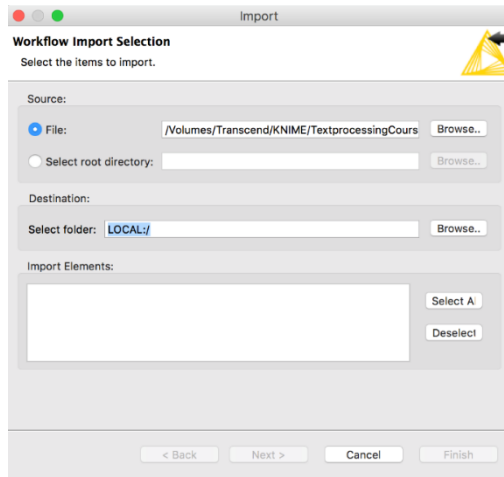 Import
Workflow Import Selection
Select the items to import.
Source:
File: /Volumes/Transcend/KNIME/TextprocessingCours Browse..
Select root directory: Browse..
Destination:
Select folder: LOCAL:/ Browse..
Import Elements:
Select Al
Deselect
< Back Next > Cancel Finish